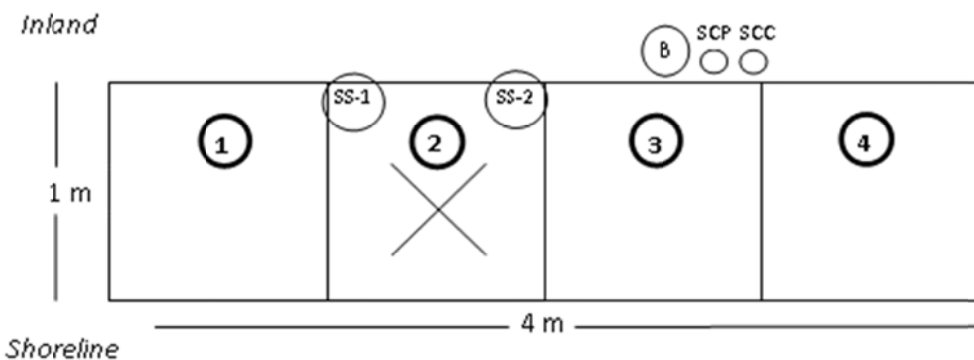 Inland
B
SCP SCC
SS-1
SS-2
1
2
3
4
1 m
4 m
Shoreline